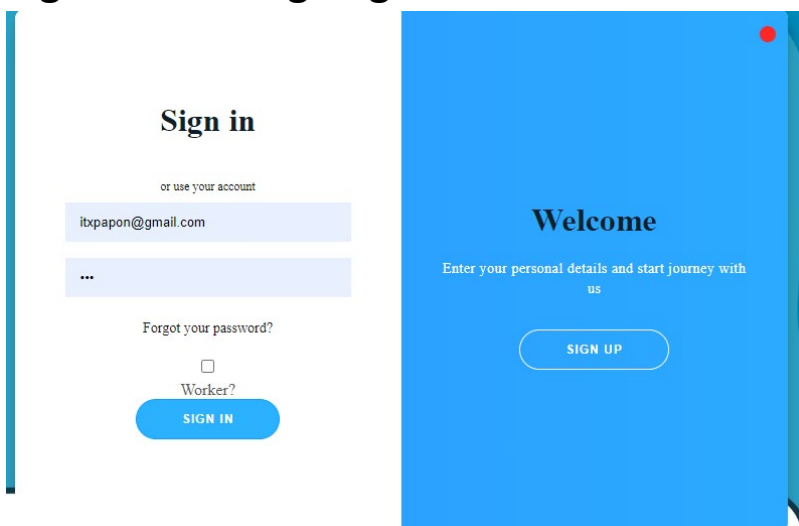 Sign in
or use your account
itxpapon@gmail.com
•••
Forgot your password?
Worker?
SIGN IN
Welcome
Enter your personal details and start journey with
us
SIGN UP